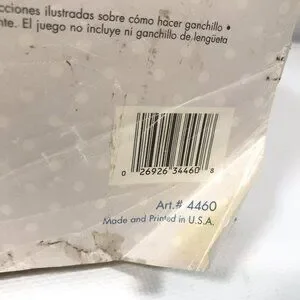 cciones ilustradas sobre cómo hacer ganchillo •
nte. El juego no incluye ni ganchillo de lengüeta
0 26926 34460 8
Art.# 4460
Made and Printed in U.S.A.